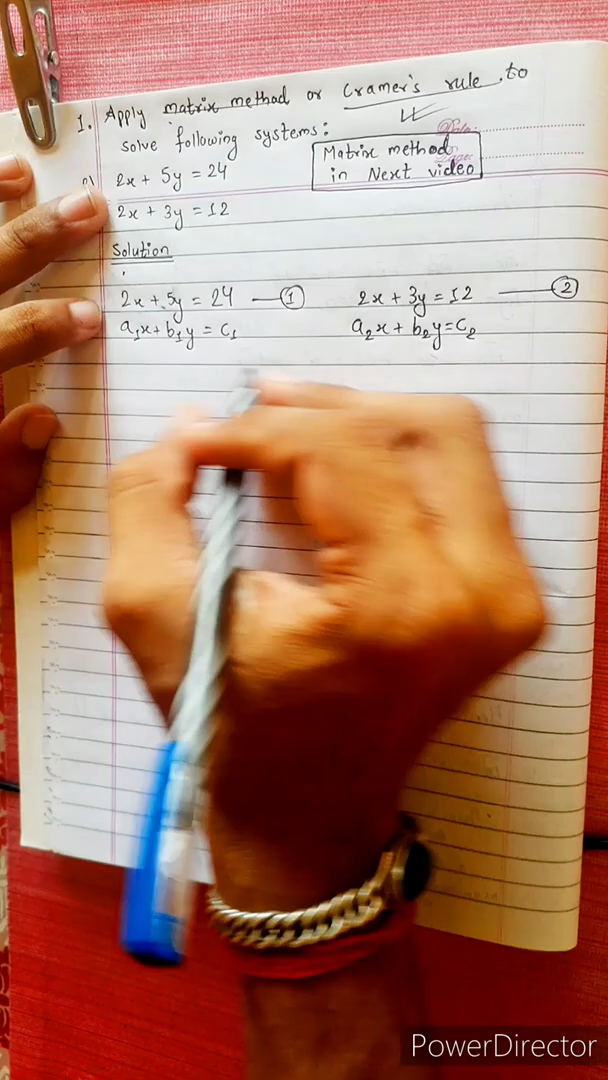 1. Apply matrix method or Cramer's rule to
solve following systems:
Matrix method
in Next video
a) 2x + 5y = 24
2x + 3y = 12
Solution
2x + 5y = 24 — ①
2x + 3y = 12 — ②
a₁x + b₁y = c₁
a₂x + b₂y = c₂
PowerDirector